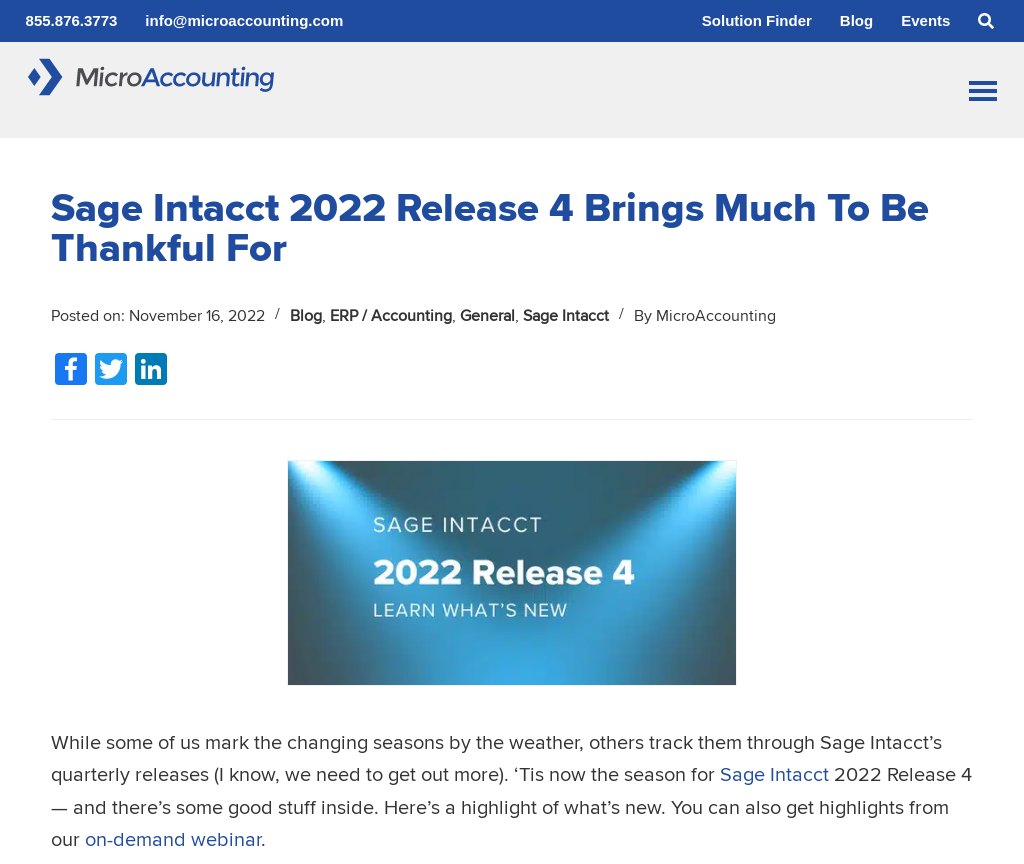 855.876.3773 info@microaccounting.com Solution Finder Blog Events
MicroAccounting
Sage Intacct 2022 Release 4 Brings Much To Be
Thankful For
Posted on: November 16, 2022 / Blog, ERP / Accounting, General, Sage Intacct / By MicroAccounting
SAGE INTACCT
2022 Release 4
LEARN WHAT'S NEW
While some of us mark the changing seasons by the weather, others track them through Sage Intacct’s
quarterly releases (I know, we need to get out more). ‘Tis now the season for Sage Intacct 2022 Release 4
— and there’s some good stuff inside. Here’s a highlight of what’s new. You can also get highlights from
our on-demand webinar.